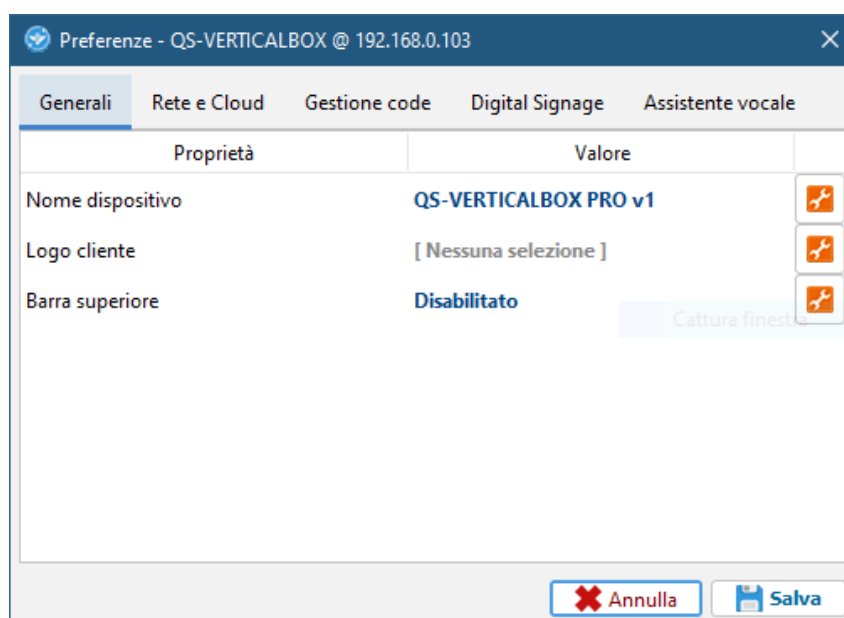 Preferenze - QS-VERTICALBOX @ 192.168.0.103
Generali Rete e Cloud Gestione code Digital Signage Assistente vocale
Proprietà Valore
Nome dispositivo QS-VERTICALBOX PRO v1
Logo cliente [ Nessuna selezione ]
Barra superiore Disabilitato
Cattura finestra
Annulla Salva